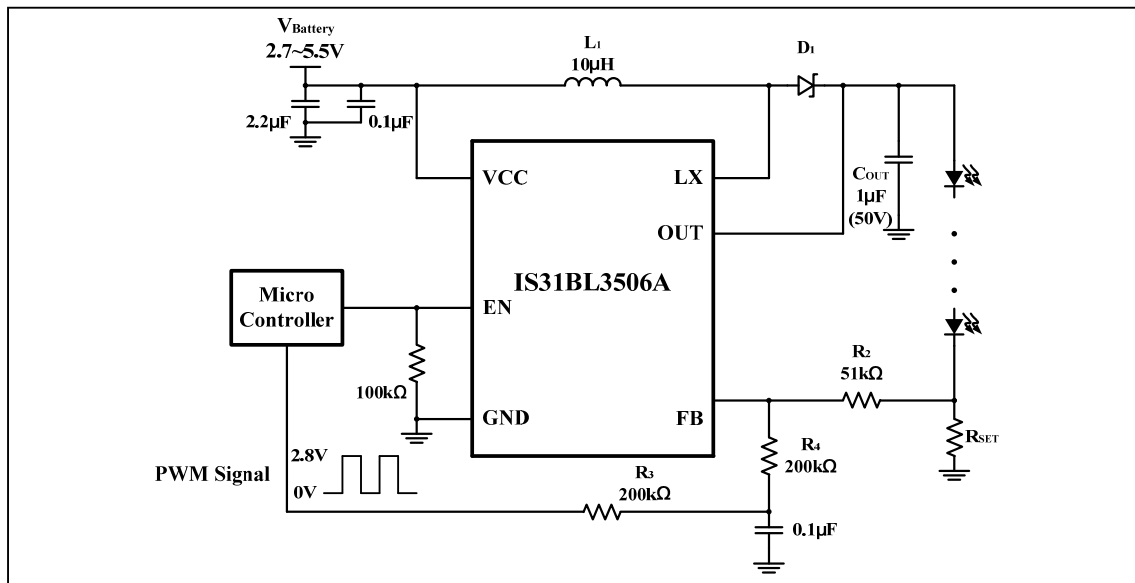 VBattery
2.7~5.5V
L1
10μH
D1
2.2μF
0.1μF
VCC
LX
COUT
1μF
(50V)
OUT
IS31BL3506A
Micro
Controller
EN
R2
51kΩ
100kΩ
GND
FB
RSET
R4
200kΩ
2.8V
PWM Signal
0V
R3
200kΩ
0.1μF